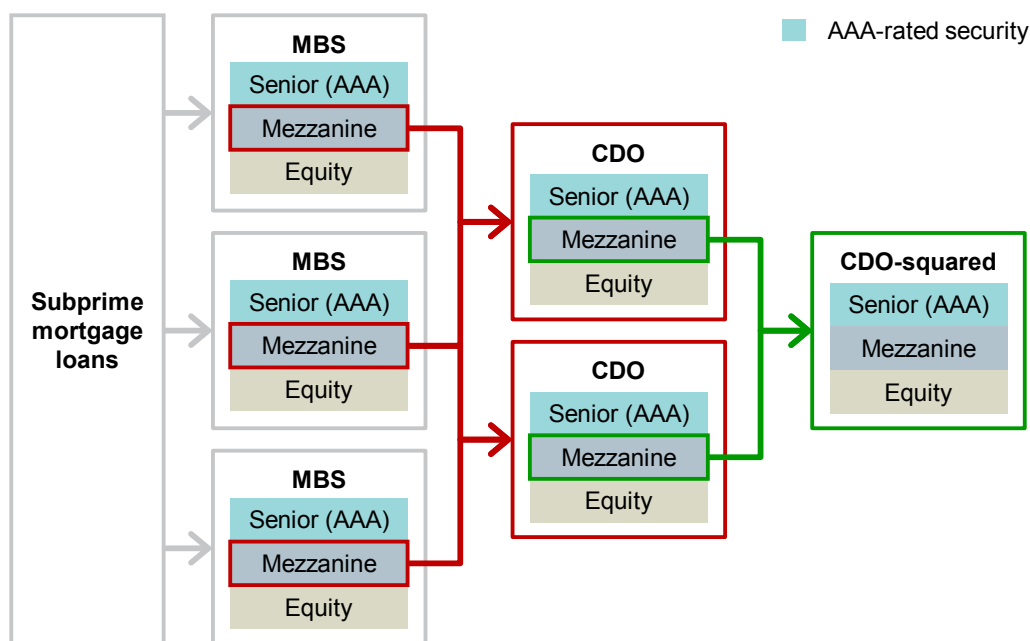 AAA-rated security
Subprime
mortgage
loans
MBS
Senior (AAA)
Mezzanine
Equity
MBS
Senior (AAA)
Mezzanine
Equity
MBS
Senior (AAA)
Mezzanine
Equity
CDO
Senior (AAA)
Mezzanine
Equity
CDO
Senior (AAA)
Mezzanine
Equity
CDO-squared
Senior (AAA)
Mezzanine
Equity